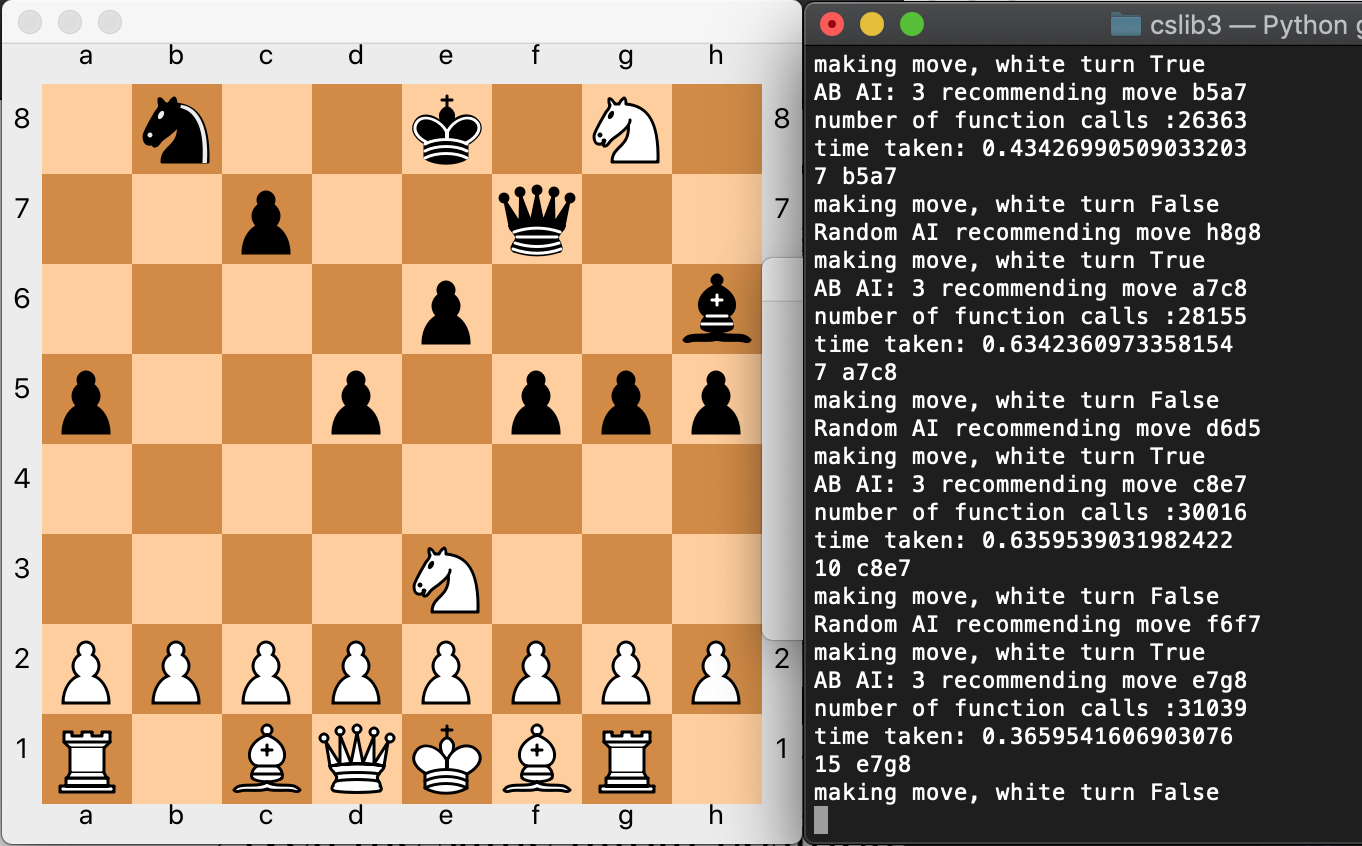 a b c d e f g h
8 8
7 7
6
5
4
3
2 2
1 1
a b c d e f g h
cslib3 — Python
making move, white turn True
AB AI: 3 recommending move b5a7
number of function calls :26363
time taken: 0.43426990509033203
7 b5a7
making move, white turn False
Random AI recommending move h8g8
making move, white turn True
AB AI: 3 recommending move a7c8
number of function calls :28155
time taken: 0.6342360973358154
7 a7c8
making move, white turn False
Random AI recommending move d6d5
making move, white turn True
AB AI: 3 recommending move c8e7
number of function calls :30016
time taken: 0.6359539031982422
10 c8e7
making move, white turn False
Random AI recommending move f6f7
making move, white turn True
AB AI: 3 recommending move e7g8
number of function calls :31039
time taken: 0.3659541606903076
15 e7g8
making move, white turn False